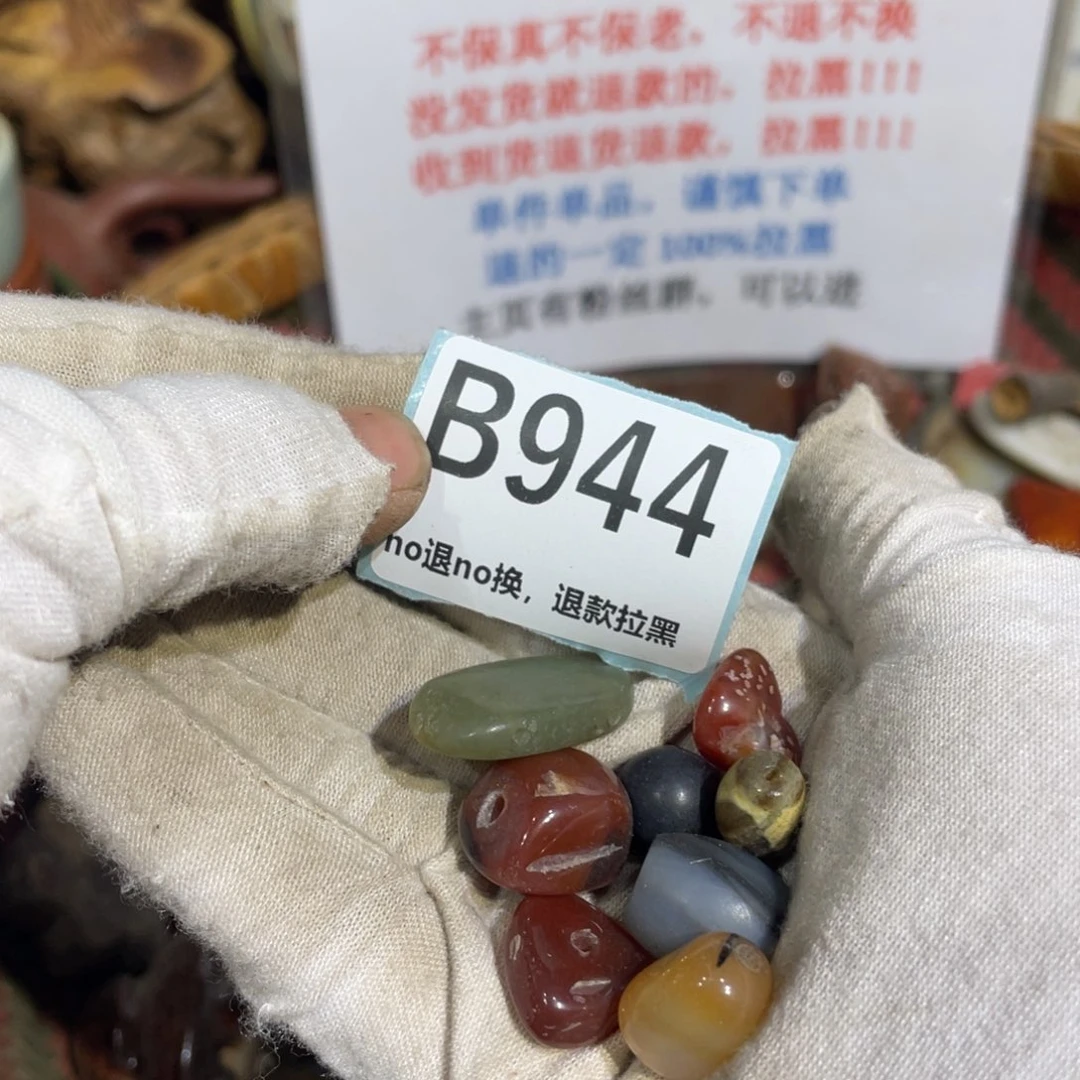 不保真不保老，不退不换
没发货就退款的，拉黑！！！
收到货退货退款，拉黑！！！
单件单品，请慎下单
退的一定100%拉黑
主页有粉丝群，可以进
B944
no退no换，退款拉黑